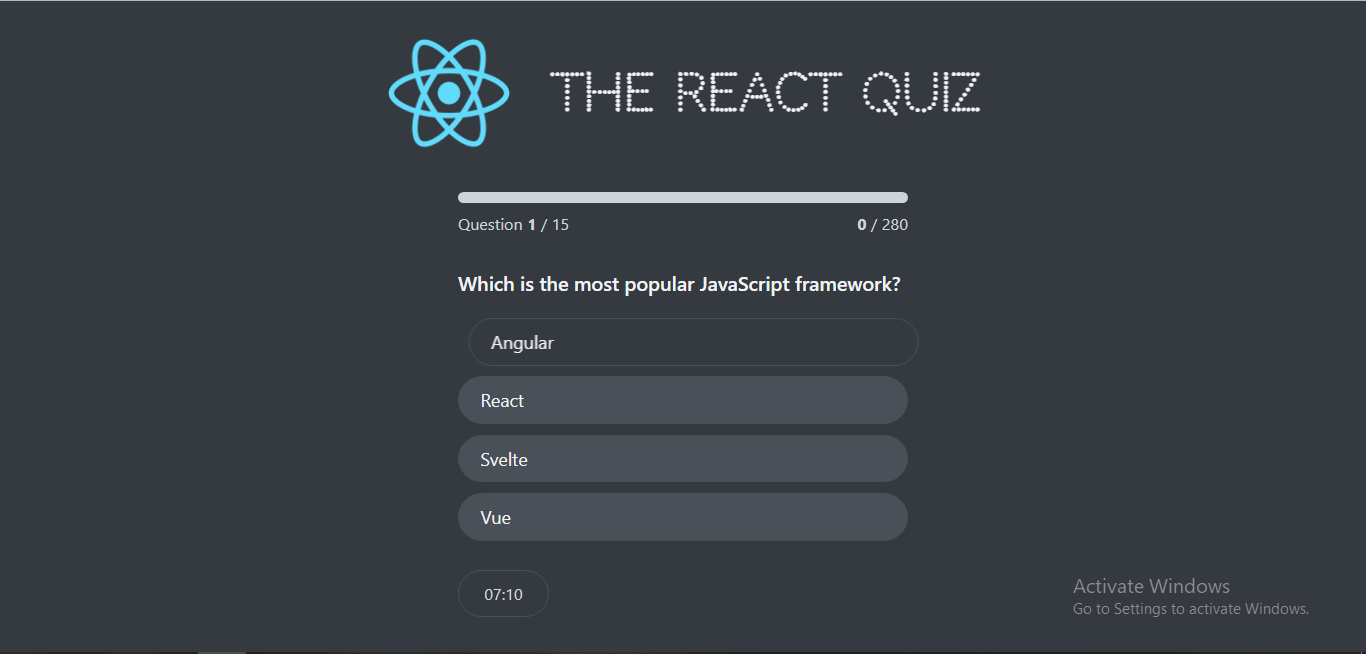 THE REACT QUIZ
Question 1 / 15
0 / 280
Which is the most popular JavaScript framework?
Angular
React
Svelte
Vue
07:10
Activate Windows
Go to Settings to activate Windows.